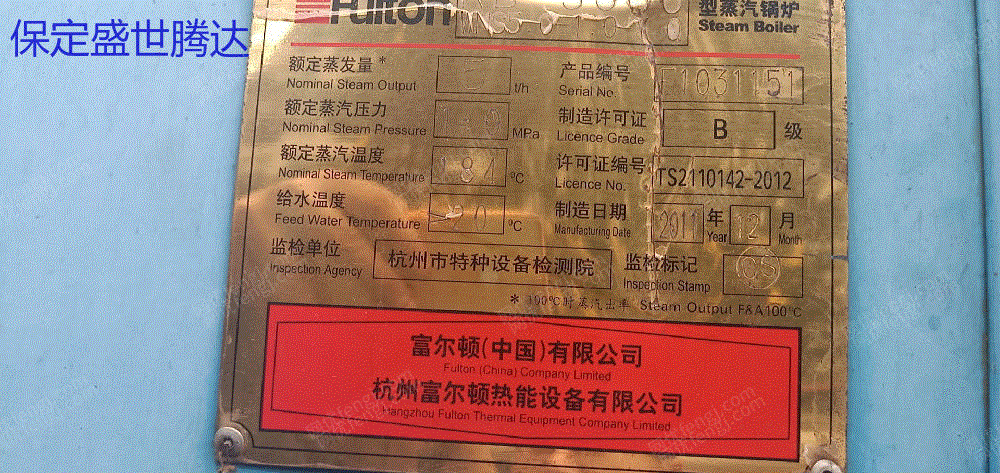 保定盛世腾达
Fulton
型蒸汽锅炉
Steam Boiler
额定蒸发量*
Nominal Steam Output
t/h
产品编号
Serial No.
F1031151
额定蒸汽压力
Nominal Steam Pressure
MPa
制造许可证
Licence Grade
B
级
额定蒸汽温度
Nominal Steam Temperature
184
℃
许可证编号
Licence No.
TS2110142-2012
给水温度
Feed Water Temperature
20
℃
制造日期
Manufacturing Date
2011
年
Year
12
月
Month
监检单位
Inspection Agency
杭州市特种设备检测院
监检标记
Inspection Stamp
CS
* 100℃时蒸汽出率 Steam Output F&A100℃
富尔顿(中国)有限公司
Fulton (China) Company Limited
杭州富尔顿热能设备有限公司
Hangzhou Fulton Thermal Equipment Company Limited